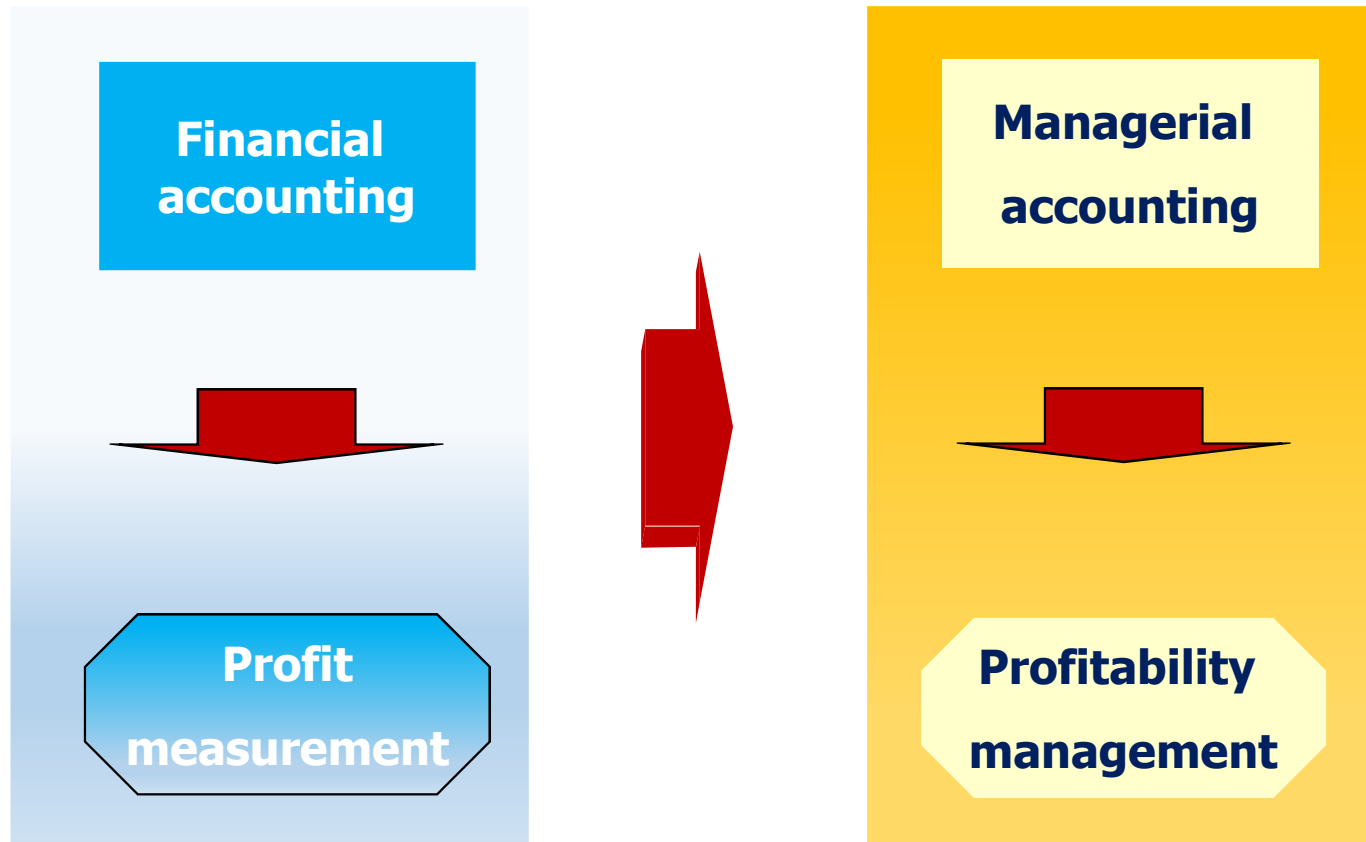 Financial
accounting
Profit
measurement
Managerial
accounting
Profitability
management